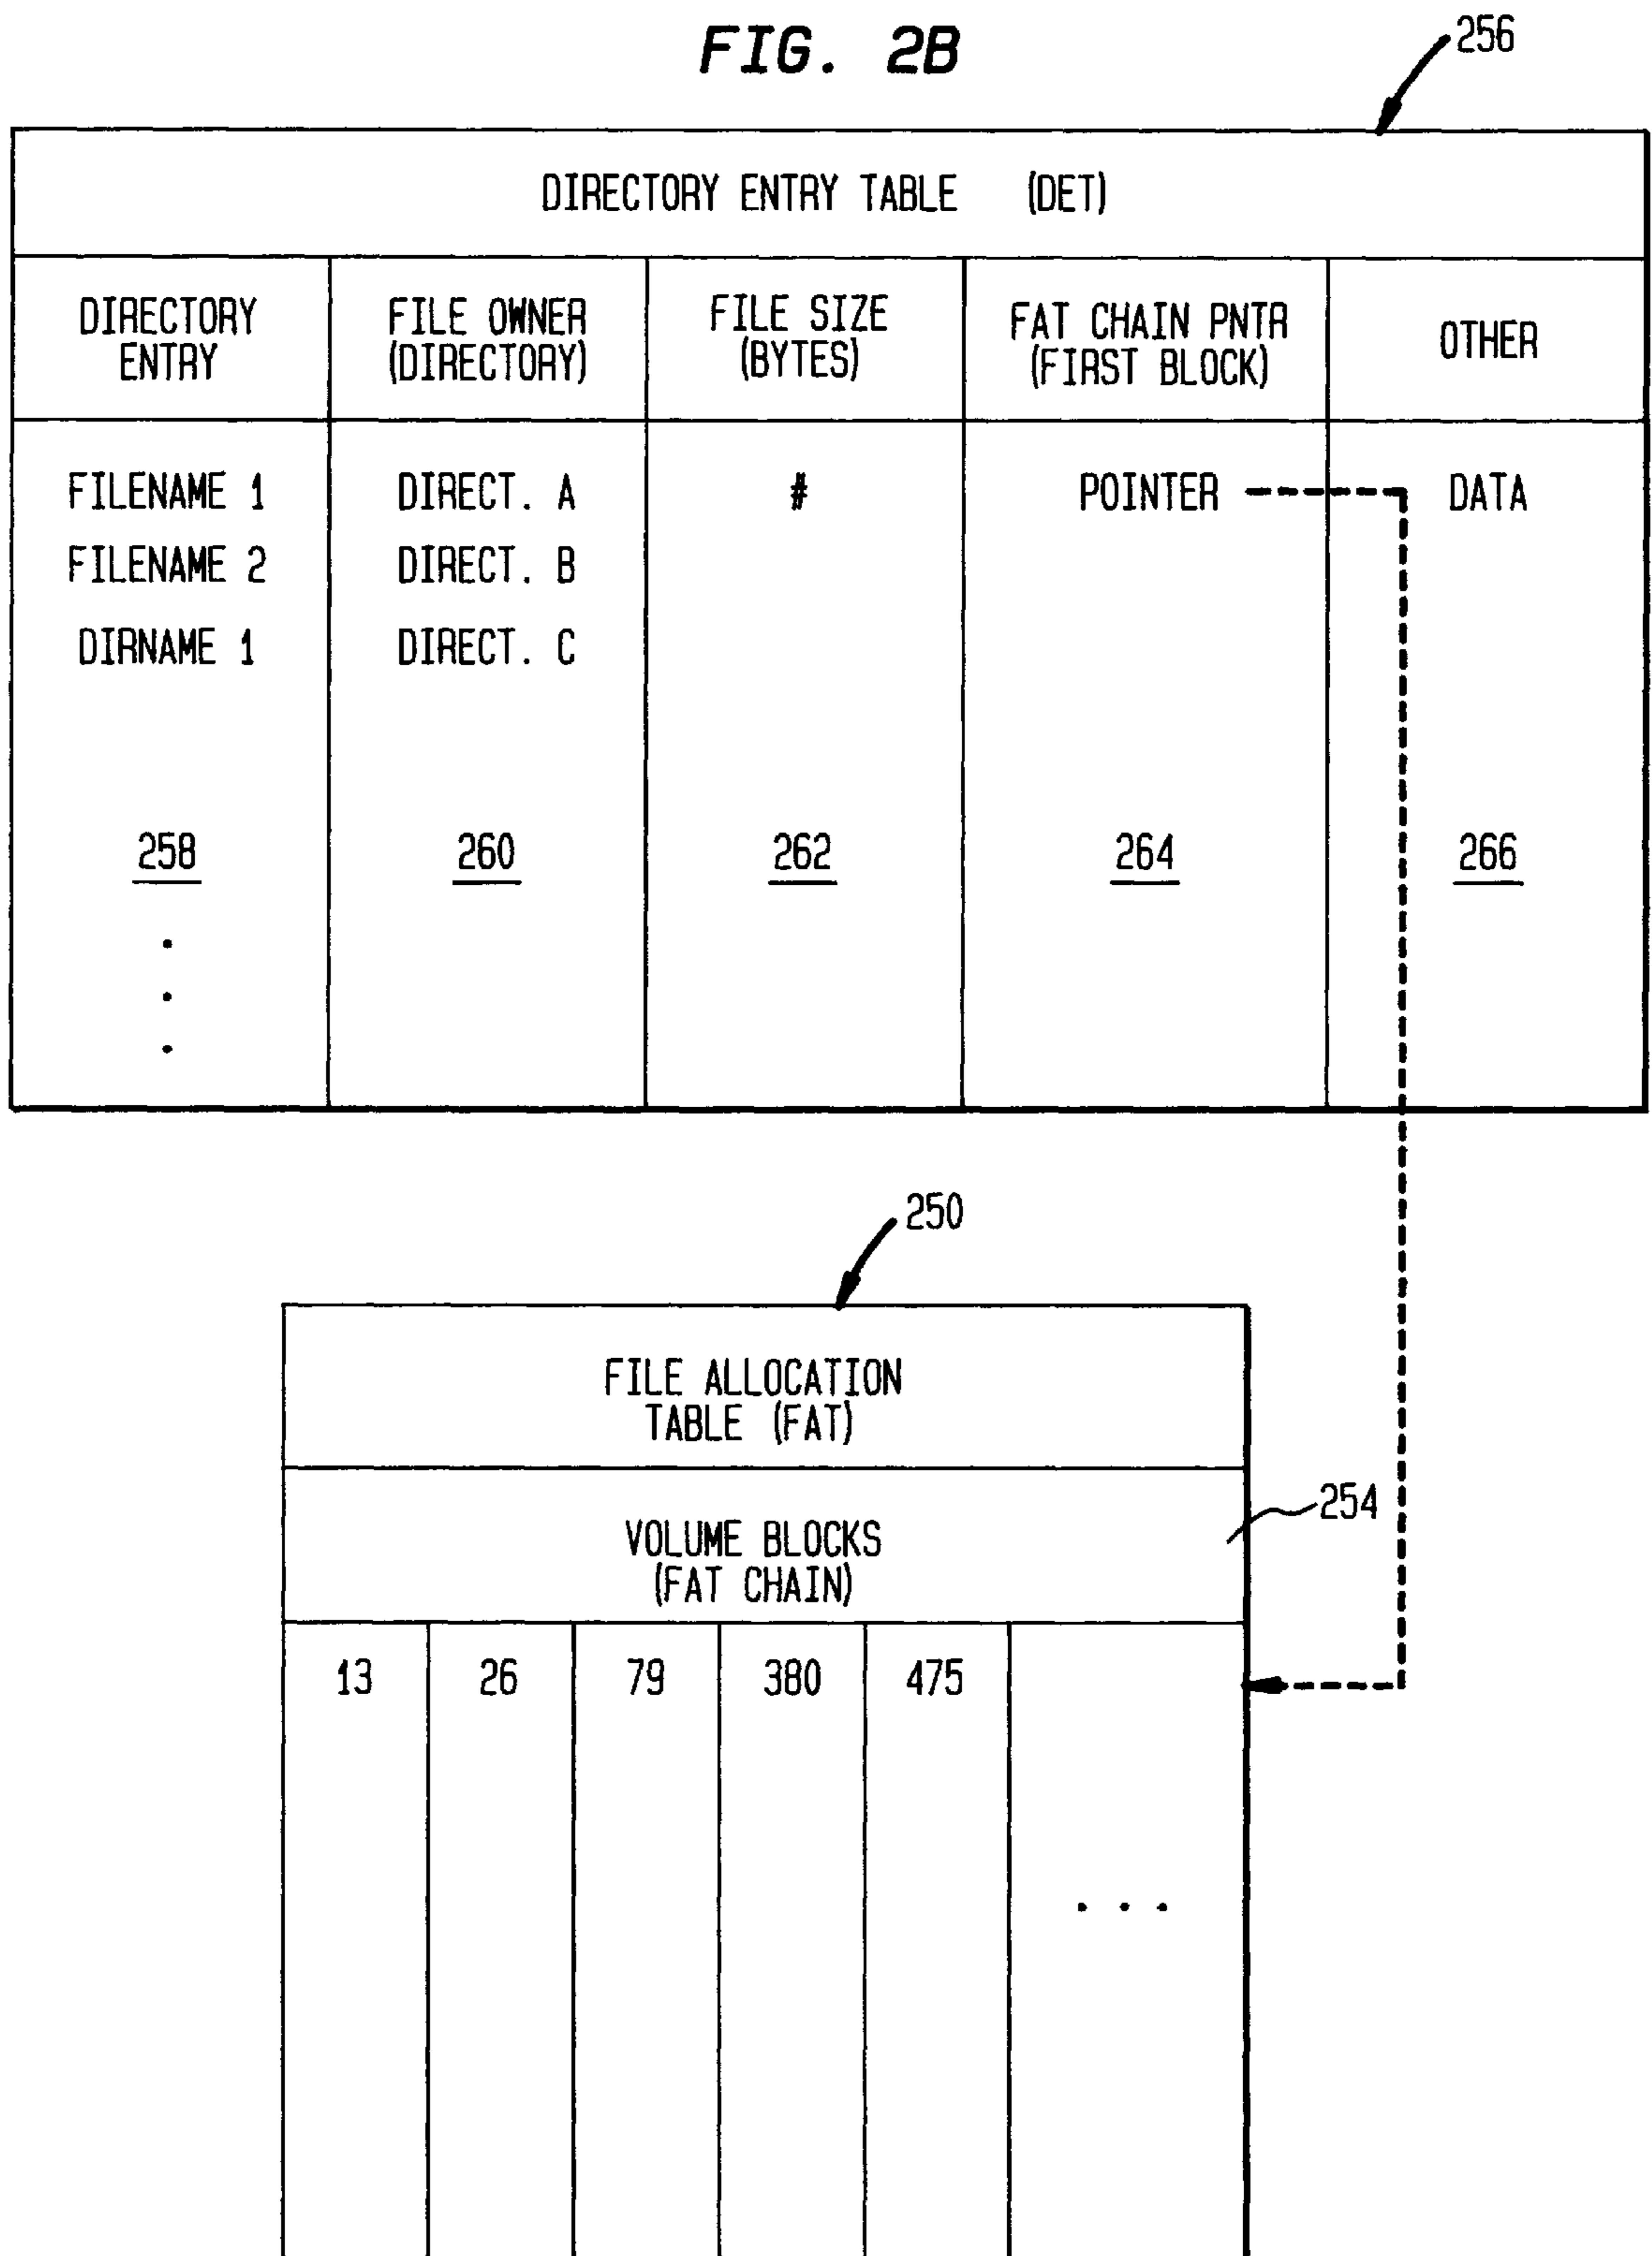 FIG. 2B
256
DIRECTORY ENTRY TABLE (DET)
DIRECTORY
ENTRY
FILE OWNER
(DIRECTORY)
FILE SIZE
(BYTES)
FAT CHAIN PNTR
(FIRST BLOCK)
OTHER
FILENAME 1 DIRECT. A # POINTER DATA
FILENAME 2 DIRECT. B
DIRNAME 1 DIRECT. C
258 260 262 264 266
.
.
.
250
FILE ALLOCATION
TABLE (FAT)
254
VOLUME BLOCKS
(FAT CHAIN)
13 26 79 380 475
. . .